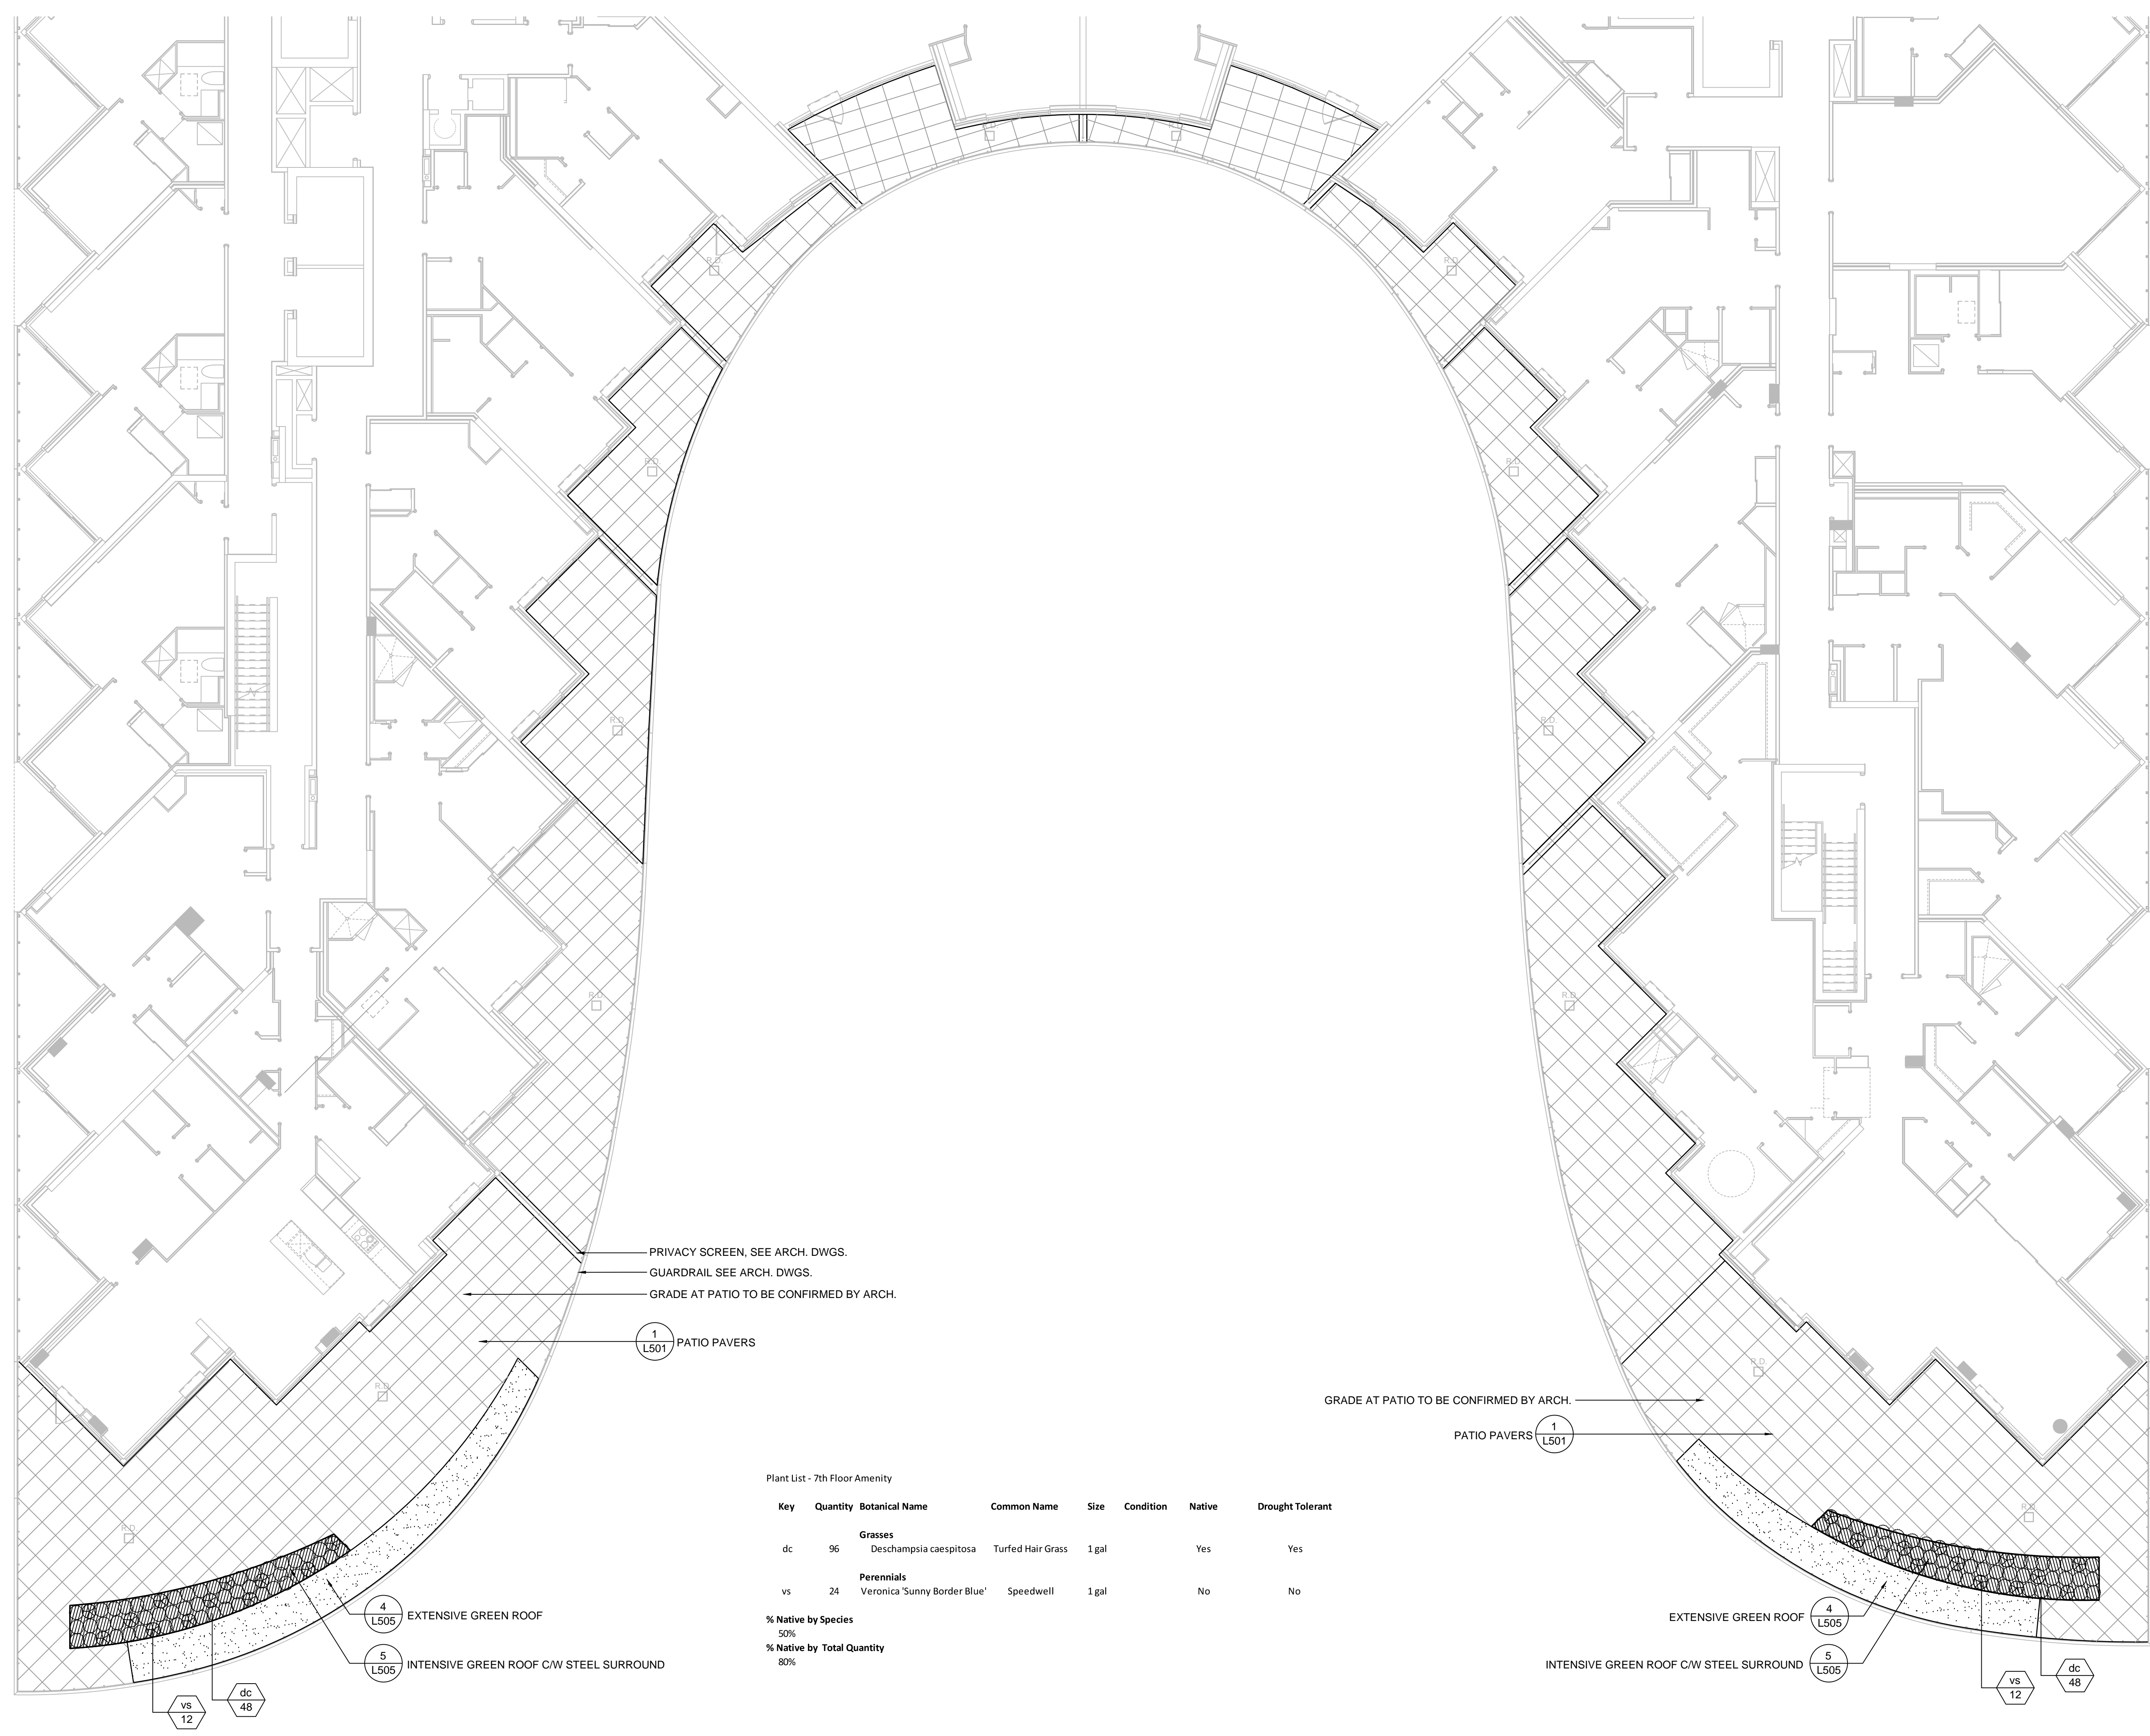 R.D.
R.D.
R.D.
R.D.
R.D.
R.D.
R.D.
R.D.
R.D.
R.D.
PRIVACY SCREEN, SEE ARCH. DWGS.
GUARDRAIL SEE ARCH. DWGS.
GRADE AT PATIO TO BE CONFIRMED BY ARCH.
1
L501
PATIO PAVERS
R.D.
R.D.
GRADE AT PATIO TO BE CONFIRMED BY ARCH.
PATIO PAVERS
1
L501
R.D.
R.D.
Plant List - 7th Floor Amenity
Key Quantity Botanical Name Common Name Size Condition Native Drought Tolerant
Grasses
dc 96 Deschampsia caespitosa Turfed Hair Grass 1 gal Yes Yes
Perennials
vs 24 Veronica 'Sunny Border Blue' Speedwell 1 gal No No
% Native by Species
50%
% Native by Total Quantity
80%
4
L505
EXTENSIVE GREEN ROOF
5
L505
INTENSIVE GREEN ROOF C/W STEEL SURROUND
vs
12
dc
48
EXTENSIVE GREEN ROOF
4
L505
INTENSIVE GREEN ROOF C/W STEEL SURROUND
5
L505
vs
12
dc
48